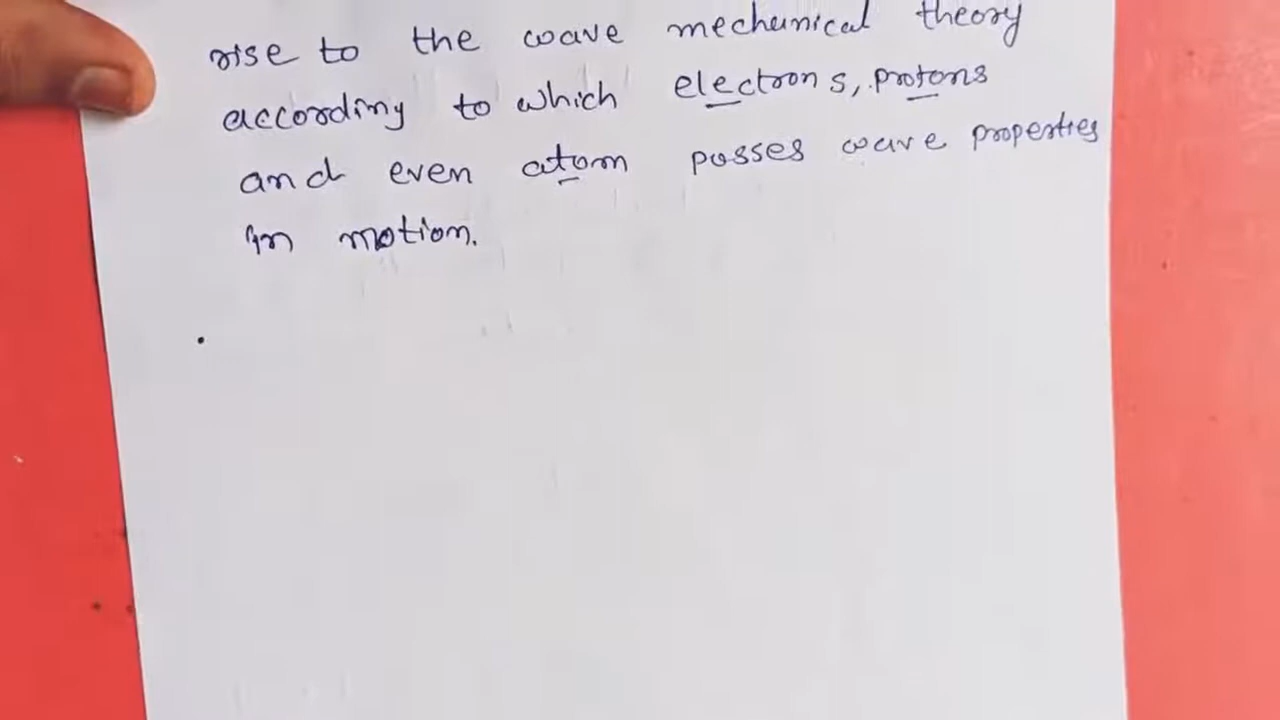 rise to the wave mechanical theory
according to which electrons, protons
and even atom posses wave properties
in motion.